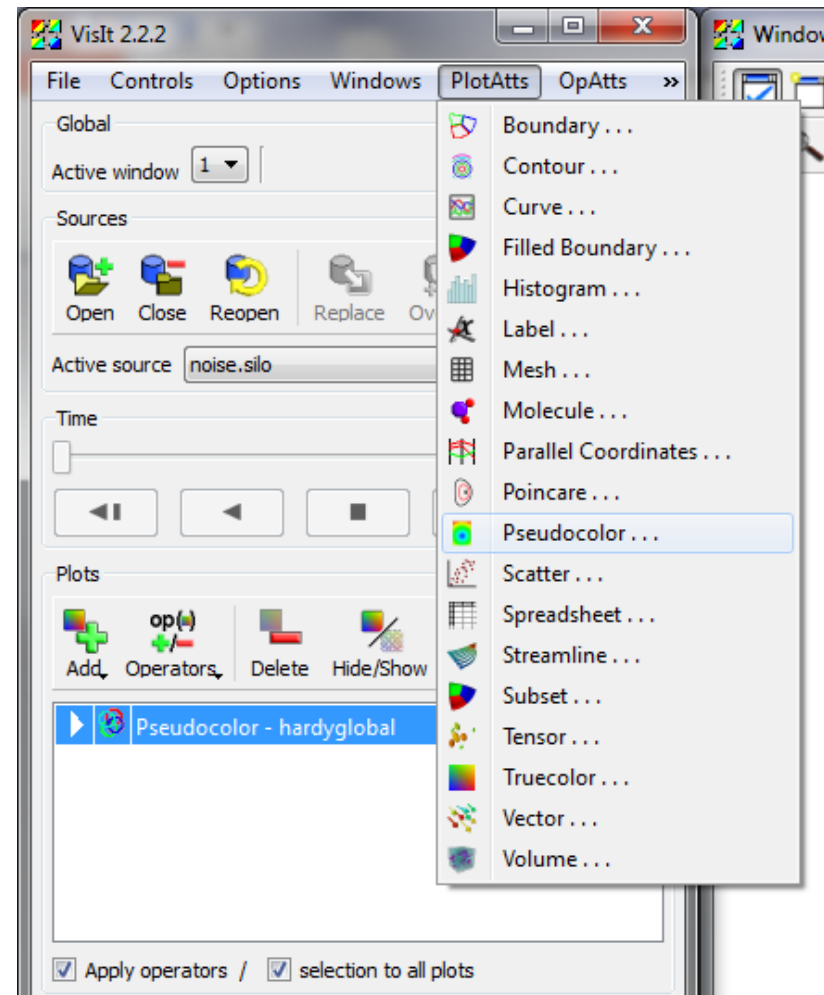 VisIt 2.2.2
File Controls Options Windows PlotAtts OpAtts »
Global
Active window 1
Sources
Open Close Reopen Replace
Active source noise.silo
Time
Plots
op(=)
+/-
Add Operators Delete Hide/Show
Pseudocolor - hardyglobal
Apply operators / selection to all plots
Boundary . . .
Contour . . .
Curve . . .
Filled Boundary . . .
Histogram . . .
Label . . .
Mesh . . .
Molecule . . .
Parallel Coordinates . . .
Poincare . . .
Pseudocolor . . .
Scatter . . .
Spreadsheet . . .
Streamline . . .
Subset . . .
Tensor . . .
Truecolor . . .
Vector . . .
Volume . . .